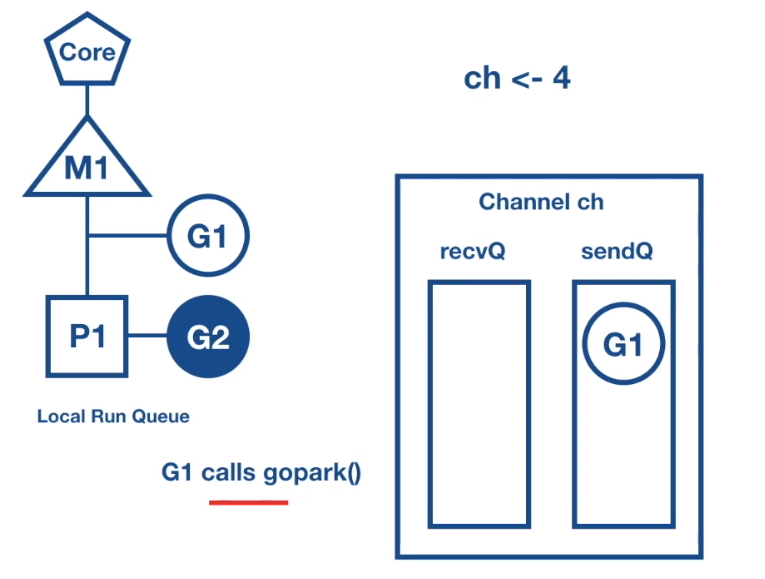 Core
ch <- 4
M1
Channel ch
G1
recvQ
sendQ
P1
G2
G1
Local Run Queue
G1 calls gopark()